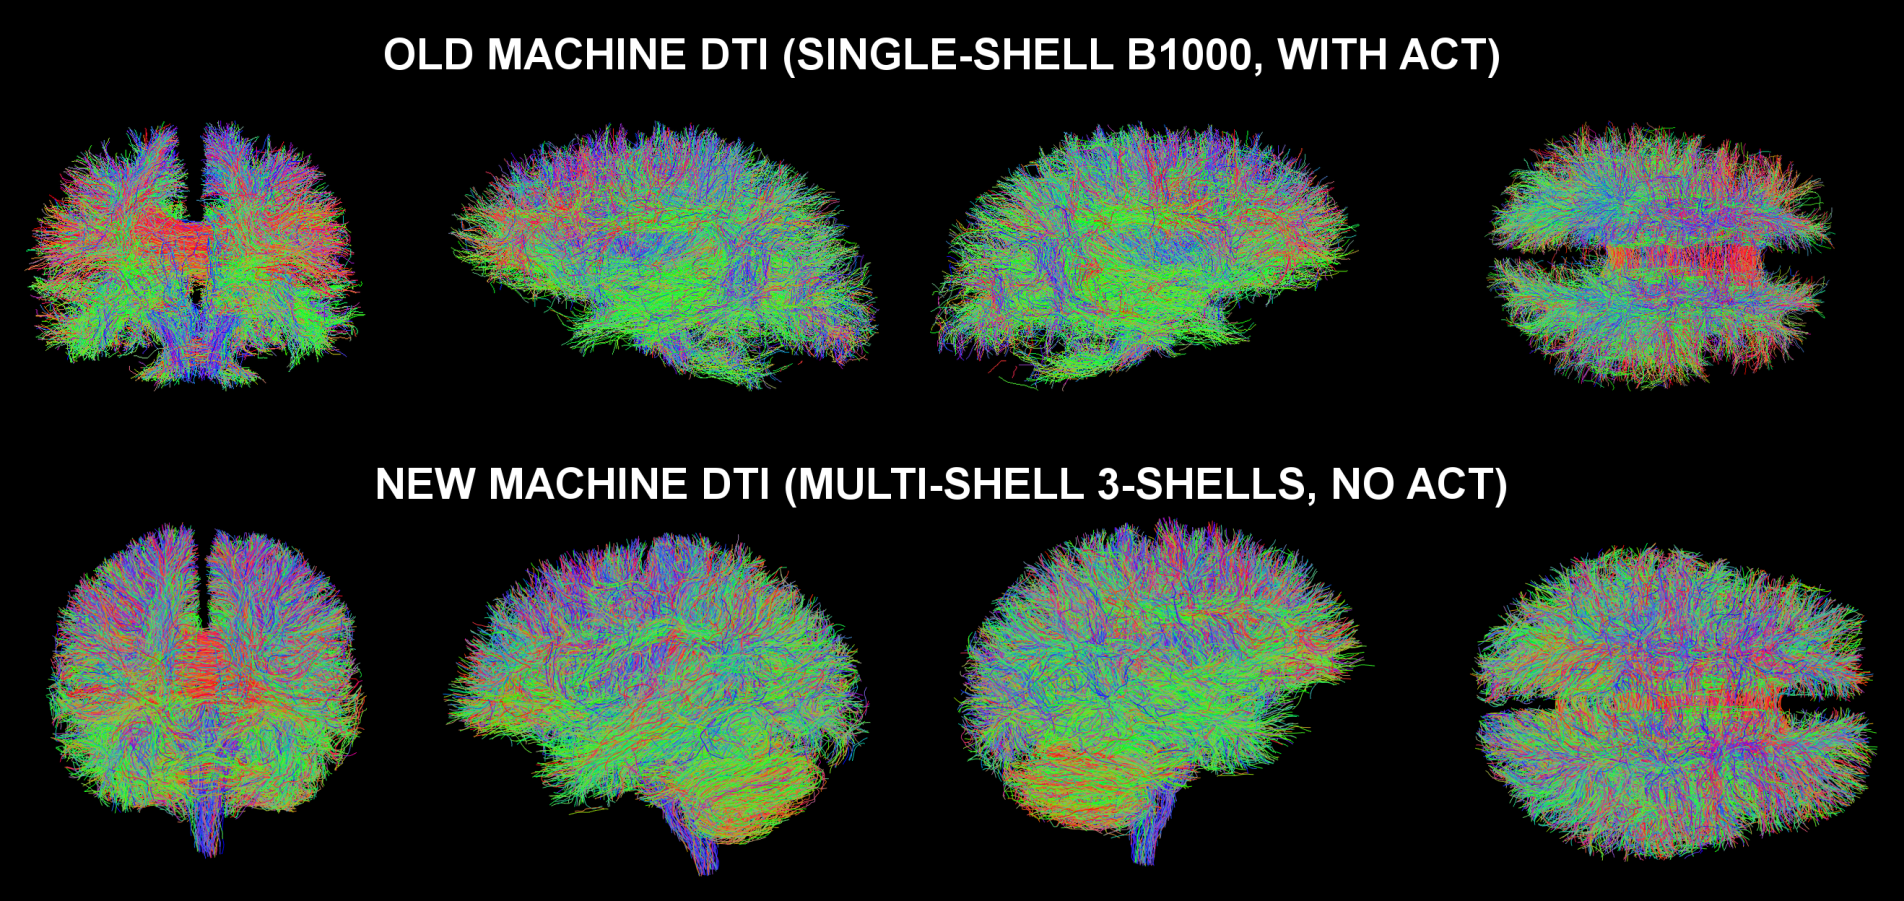 OLD MACHINE DTI (SINGLE-SHELL B1000, WITH ACT)
NEW MACHINE DTI (MULTI-SHELL 3-SHELLS, NO ACT)